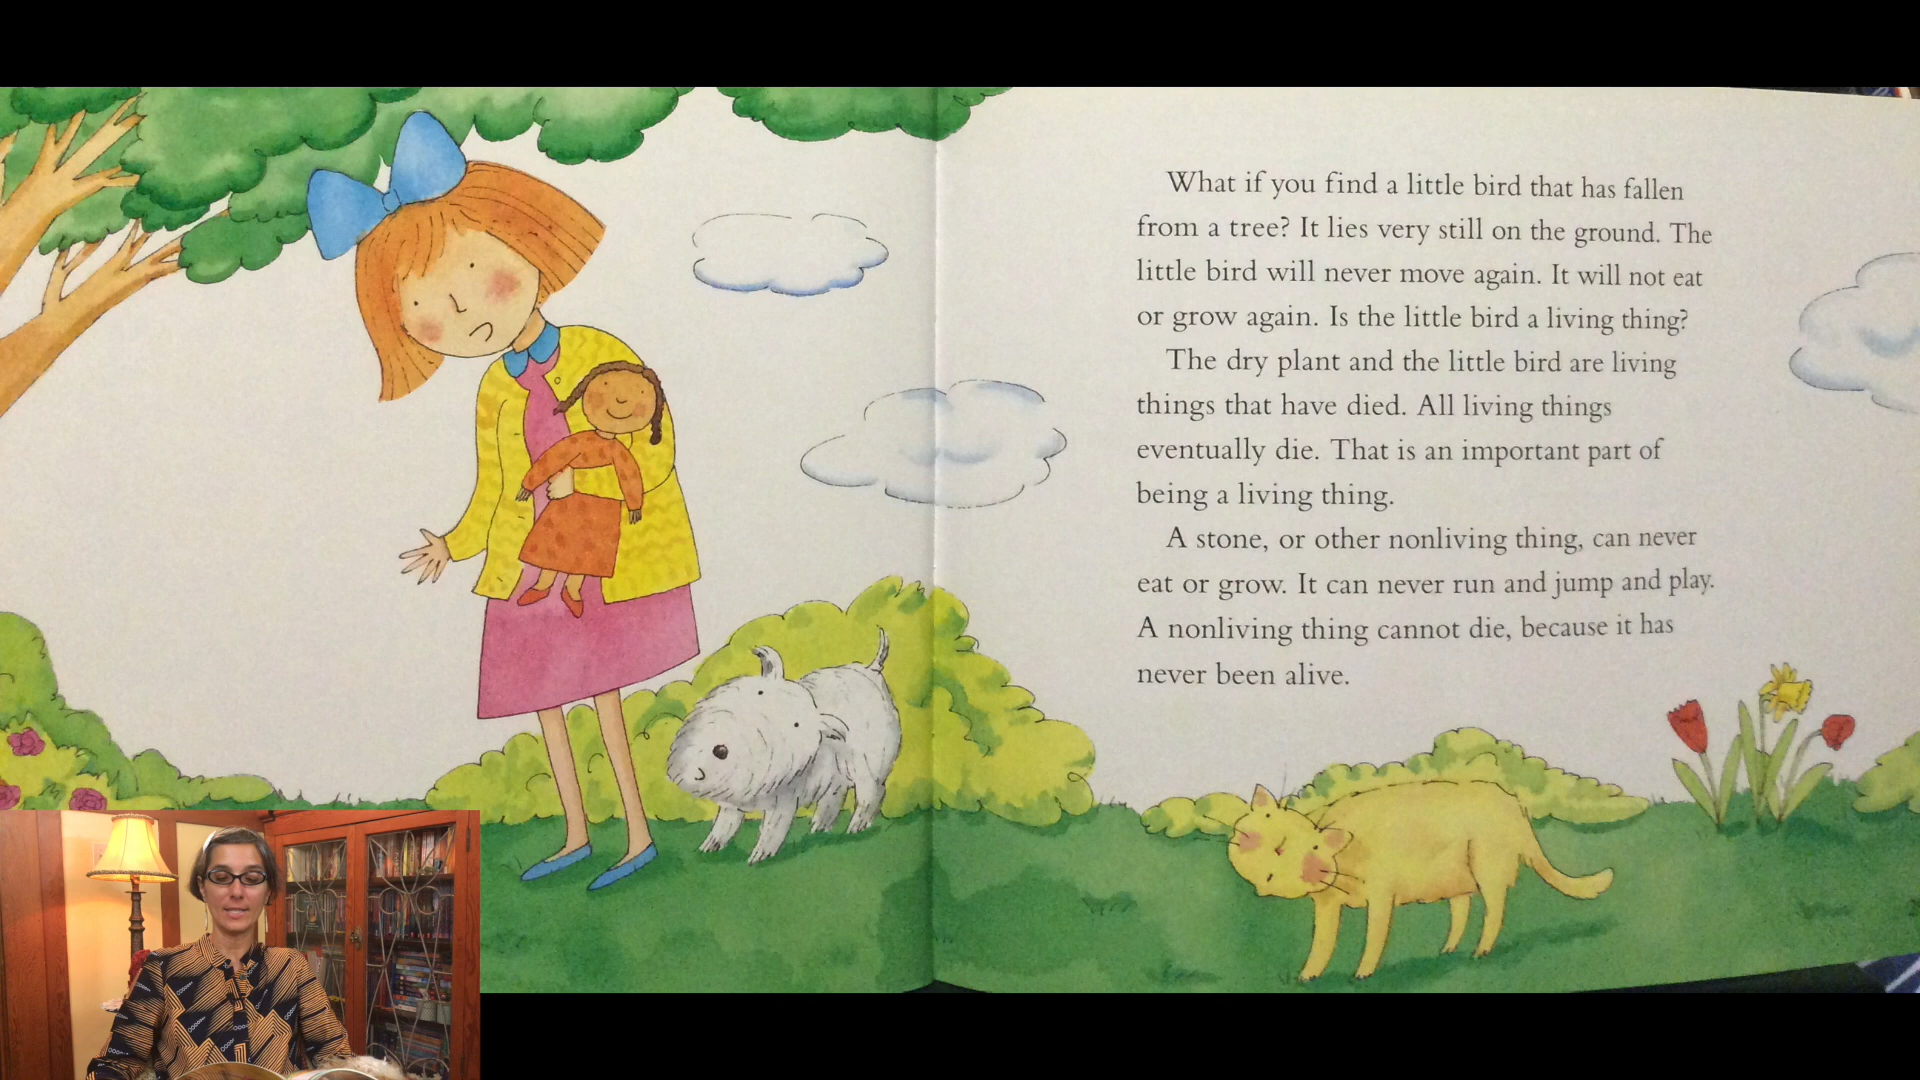 What if you find a little bird that has fallen
from a tree? It lies very still on the ground. The
little bird will never move again. It will not eat
or grow again. Is the little bird a living thing?
The dry plant and the little bird are living
things that have died. All living things
eventually die. That is an important part of
being a living thing.
A stone, or other nonliving thing, can never
eat or grow. It can never run and jump and play.
A nonliving thing cannot die, because it has
never been alive.